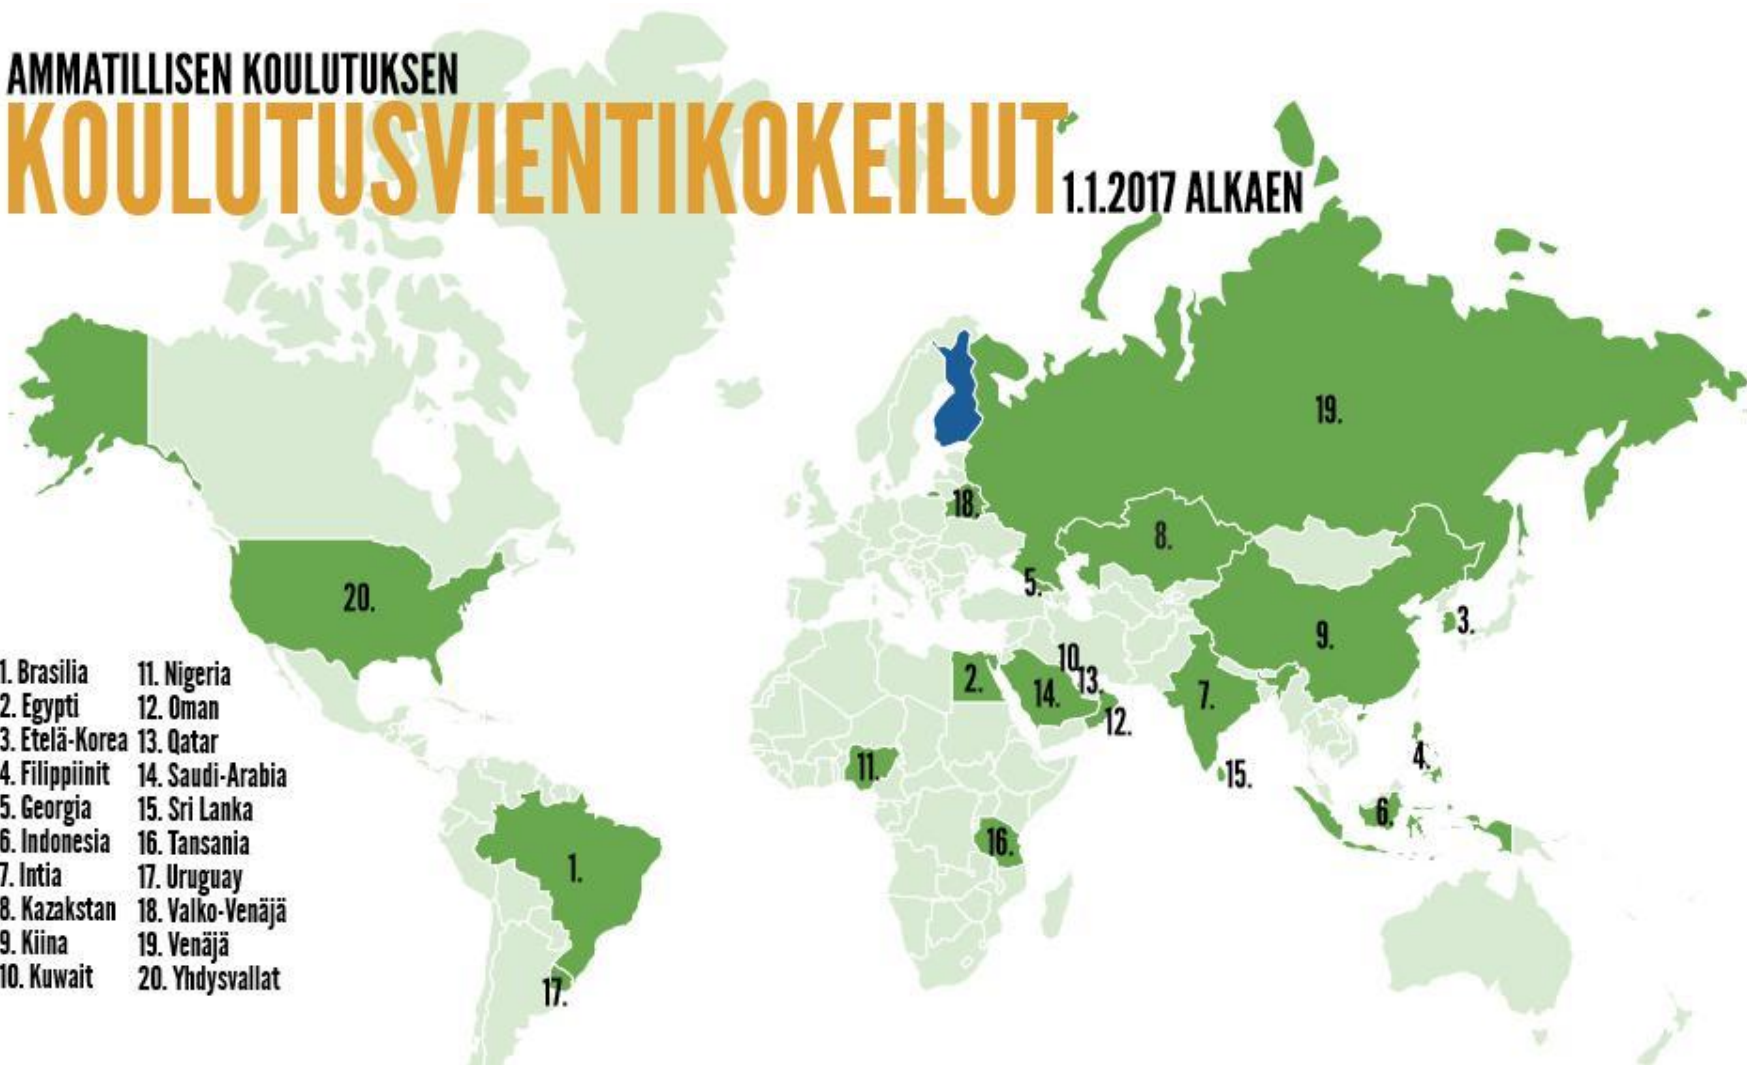 AMMATILLISEN KOULUTUKSEN
KOULUTUSVIENTIKOKEILUT
1.1.2017 ALKAEN
19.
18.
8.
5.
20.
3.
9.
10.
13.
2.
14.
7.
12.
4.
11.
15.
6.
16.
1.
17.
1. Brasilia
2. Egypti
3. Etelä-Korea
4. Filippiinit
5. Georgia
6. Indonesia
7. Intia
8. Kazakstan
9. Kiina
10. Kuwait
11. Nigeria
12. Oman
13. Qatar
14. Saudi-Arabia
15. Sri Lanka
16. Tansania
17. Uruguay
18. Valko-Venäjä
19. Venäjä
20. Yhdysvallat